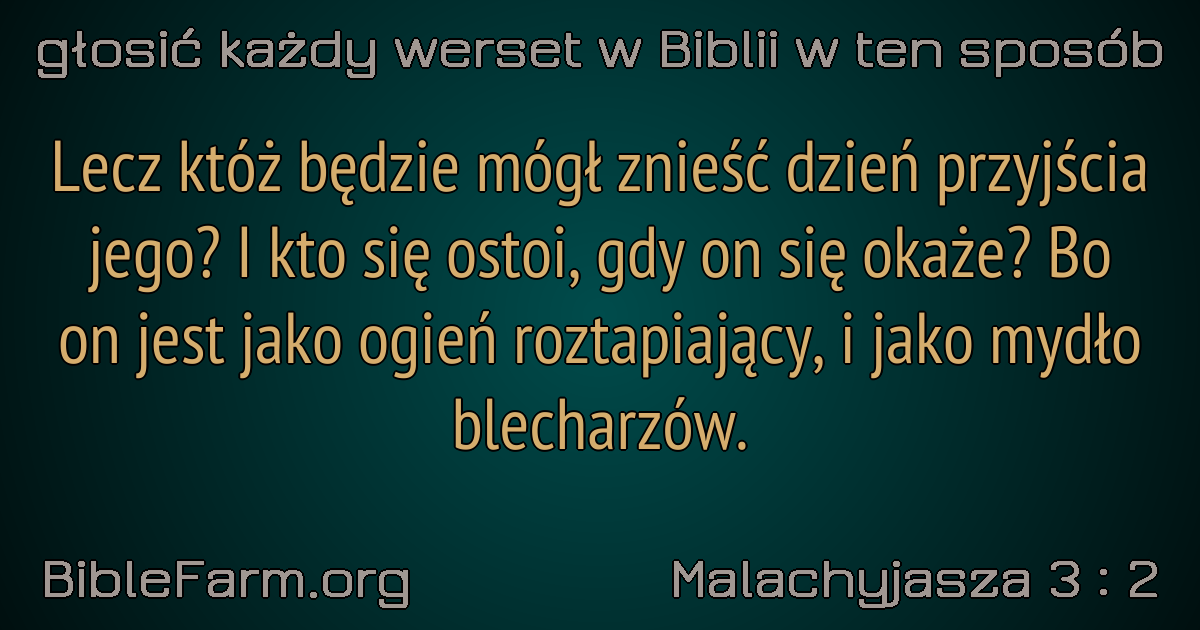 głosić każdy werset w Biblii w ten sposób
Lecz któż będzie mógł znieść dzień przyjścia
jego? I kto się ostoi, gdy on się okaże? Bo
on jest jako ogień roztapiający, i jako mydło
blecharzów.
BibleFarm.org
Malachyjasza 3 : 2